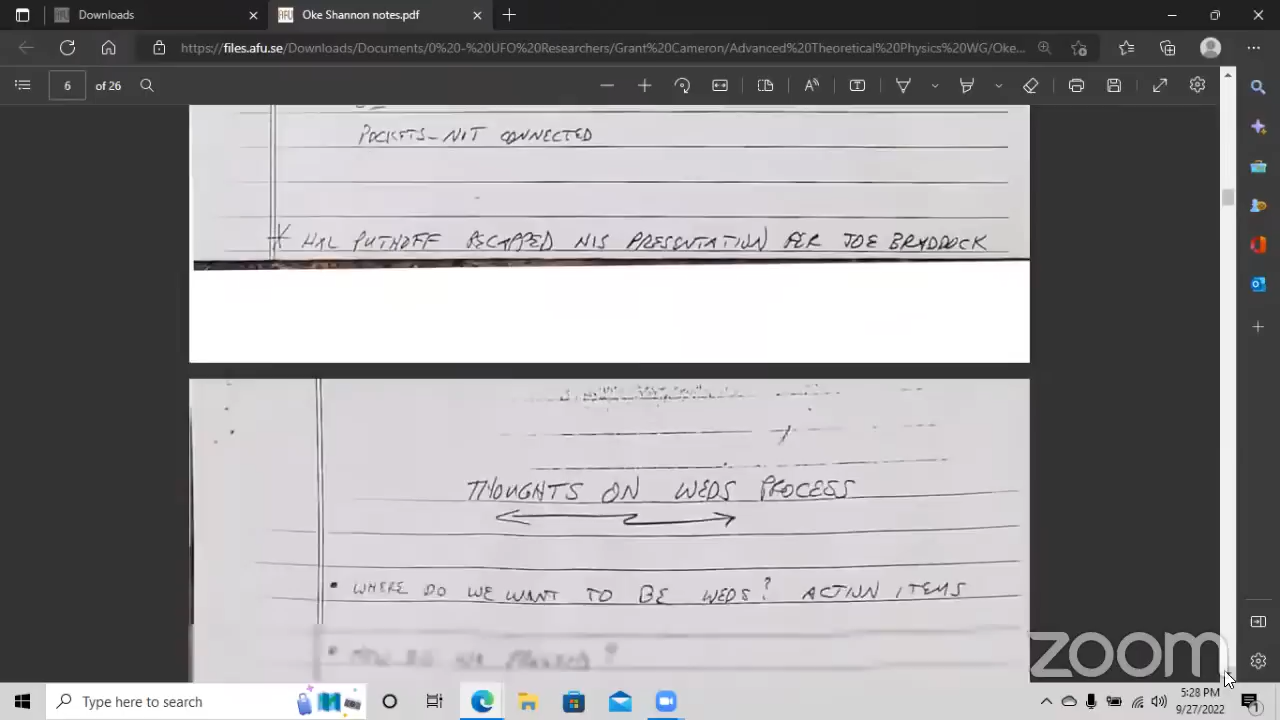 Downloads
Oke Shannon notes.pdf
https://files.afu.se/Downloads/Documents/0%20-%20UFO%20Researchers/Grant%20Cameron/Advanced%20Theoretical%20Physics%20WG/Oke...
6 of 26
POCKETS - NOT CONNECTED
HAL PUTHOFF RECAPPED HIS PRESENTATION PER JOE BRADDOCK
THOUGHTS ON WEDS PROCESS
• WHERE DO WE WANT TO BE WEDS? ACTION ITEMS
zoom
Type here to search
5:28 PM
9/27/2022